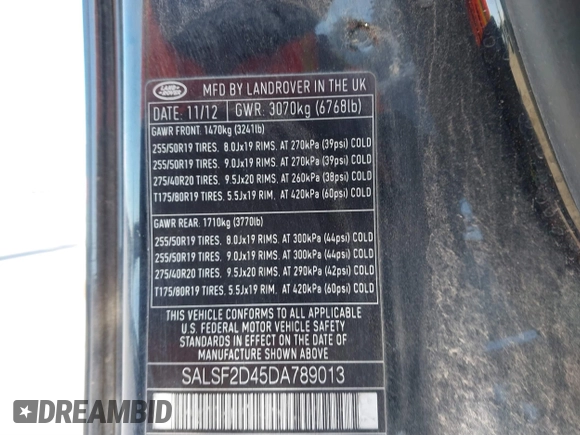 LAND ROVER
MFD BY LANDROVER IN THE UK
DATE: 11/12 GWR: 3070kg (6768lb)
GAWR FRONT. 1470kg (3241lb)
255/50R19 TIRES. 8.0Jx19 RIMS. AT 270kPa (39psi) COLD
255/50R19 TIRES. 9.0Jx19 RIMS. AT 270kPa (39psi) COLD
275/40R20 TIRES. 9.5Jx20 RIMS. AT 260kPa (38psi) COLD
T175/80R19 TIRES. 5.5Jx19 RIM. AT 420kPa (60psi) COLD
GAWR REAR. 1710kg (3770lb)
255/50R19 TIRES. 8.0Jx19 RIMS. AT 300kPa (44psi) COLD
255/50R19 TIRES. 9.0Jx19 RIMS. AT 300kPa (44psi) COLD
275/40R20 TIRES. 9.5Jx20 RIMS. AT 290kPa (42psi) COLD
T175/80R19 TIRES. 5.5Jx19 RIM. AT 420kPa (60psi) COLD
THIS VEHICLE CONFORMS TO ALL APPLICABLE
U.S. FEDERAL MOTOR VEHICLE SAFETY
STANDARDS IN EFFECT ON THE DATE OF
MANUFACTURE SHOWN ABOVE
SALSF2D45DA789013
DREAMBID